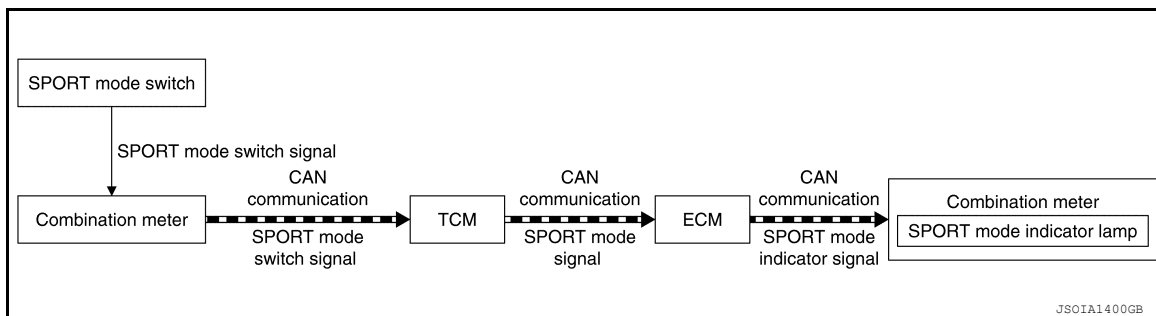 SPORT mode switch
SPORT mode switch signal
Combination meter
CAN
communication
SPORT mode
switch signal
TCM
CAN
communication
SPORT mode
signal
ECM
CAN
communication
SPORT mode
indicator signal
Combination meter
SPORT mode indicator lamp
JSOIA1400GB